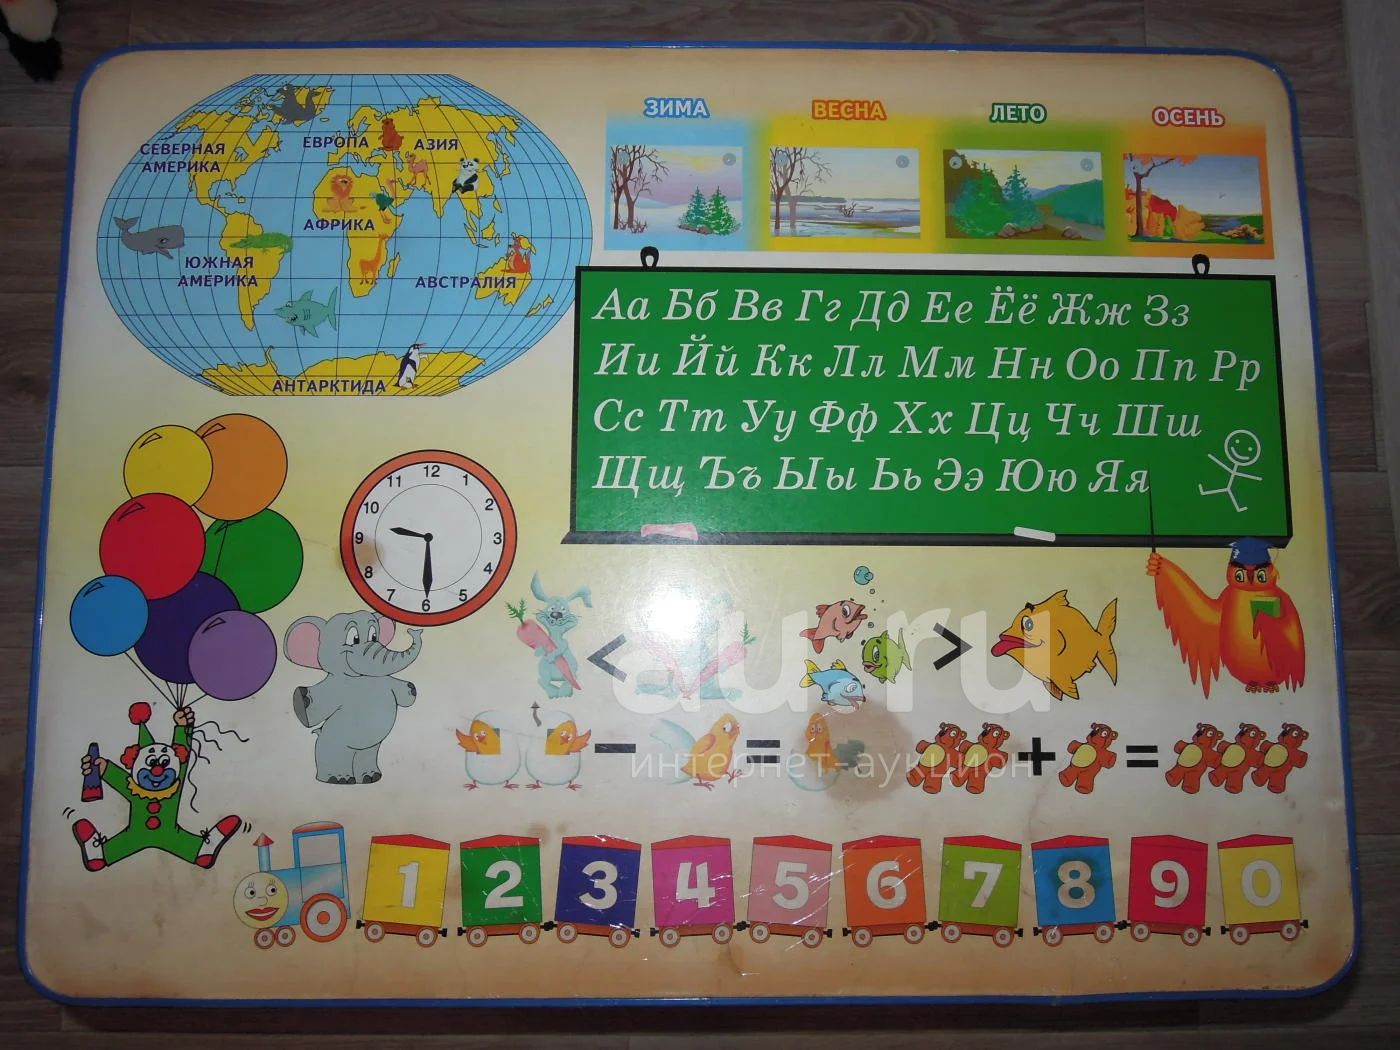 ЗИМА
ВЕСНА
ЛЕТО
ОСЕНЬ
СЕВЕРНАЯ
АМЕРИКА
ЕВРОПА
АЗИЯ
АФРИКА
ЮЖНАЯ
АМЕРИКА
АВСТРАЛИЯ
АНТАРКТИДА
Аа Бб Вв Гг Дд Ее Ёё Жж Зз
Ии Йй Кк Лл Мм Нн Оо Пп Рр
Сс Тт Уу Фф Хх Цц Чч Шш
Щщ Ъъ Ыы Ьь Ээ Юю Яя
12
1
2
3
4
5
6
7
8
9
10
11
< >
au.ru
интернет-аукцион
− = + =
1 2 3 4 5 6 7 8 9 0